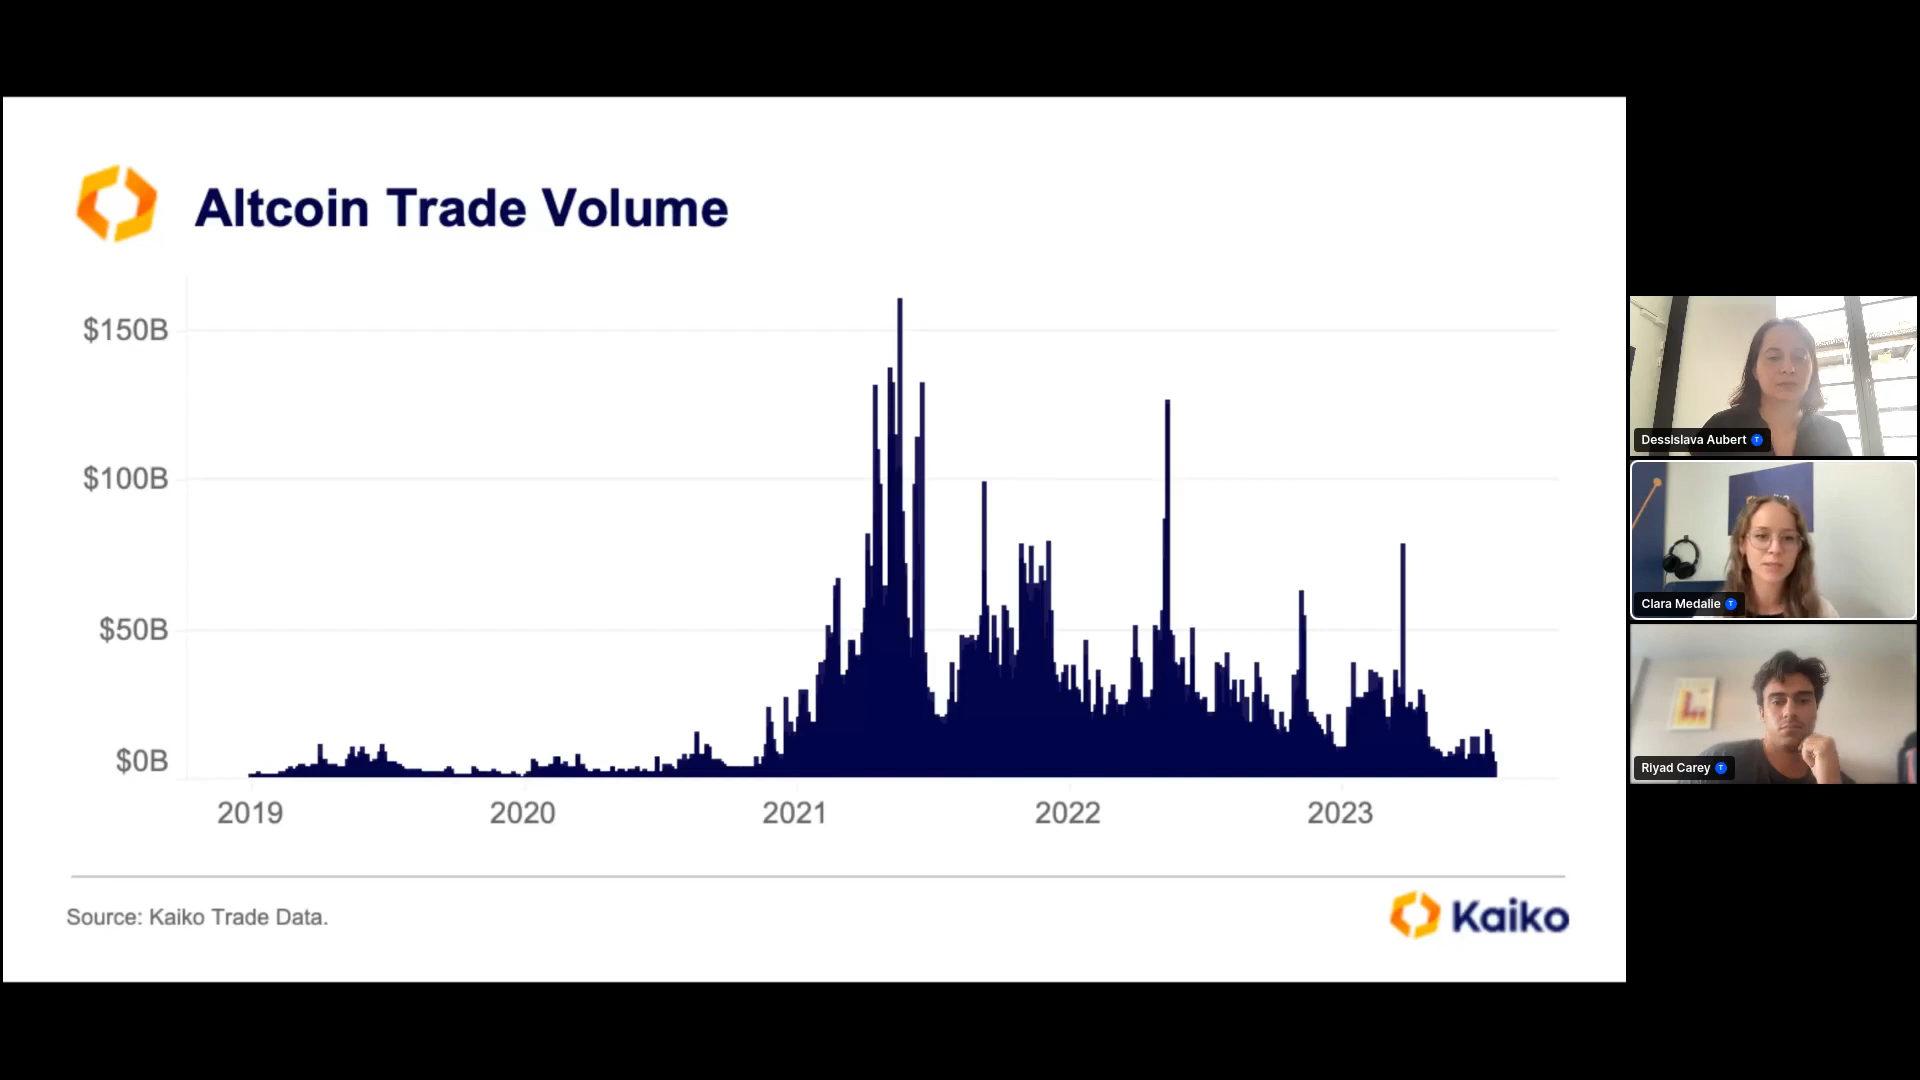 Altcoin Trade Volume
$150B
$100B
$50B
$0B
2019 2020 2021 2022 2023
Source: Kaiko Trade Data.
Kaiko
Dessislava Aubert T
Clara Medalie T
Riyad Carey T